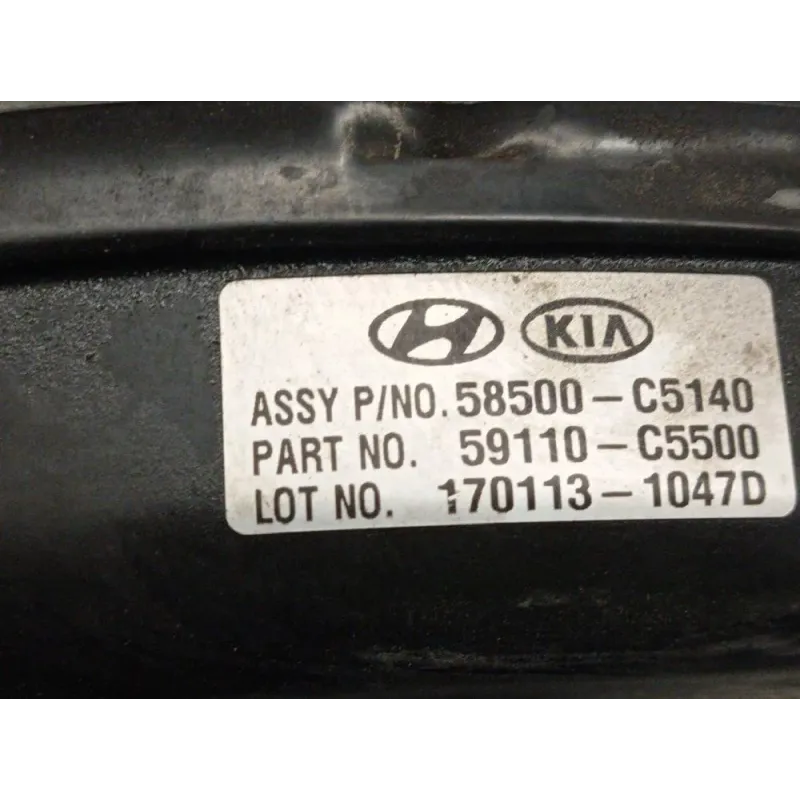 KIA
ASSY P/NO. 58500-C5140
PART NO. 59110-C5500
LOT NO. 170113-1047D